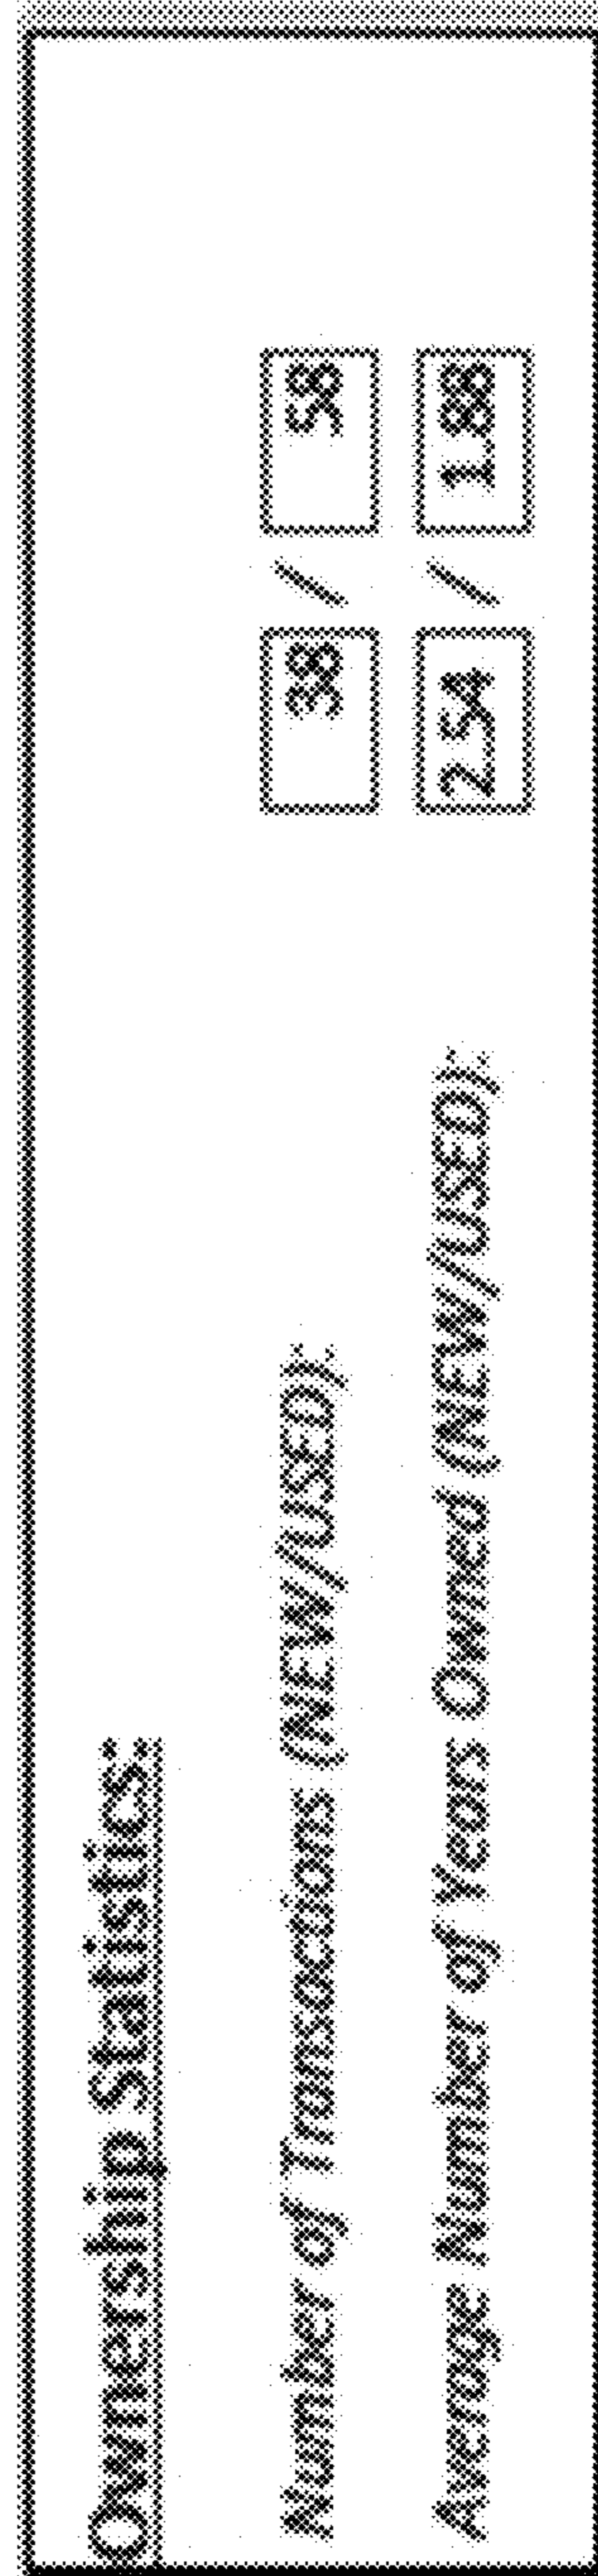 Ownership Statistics:
Number of Transactions (NEW/USED): 38 / 58
Average Number of Years Owned (NEW/USED): 2.54 / 1.88